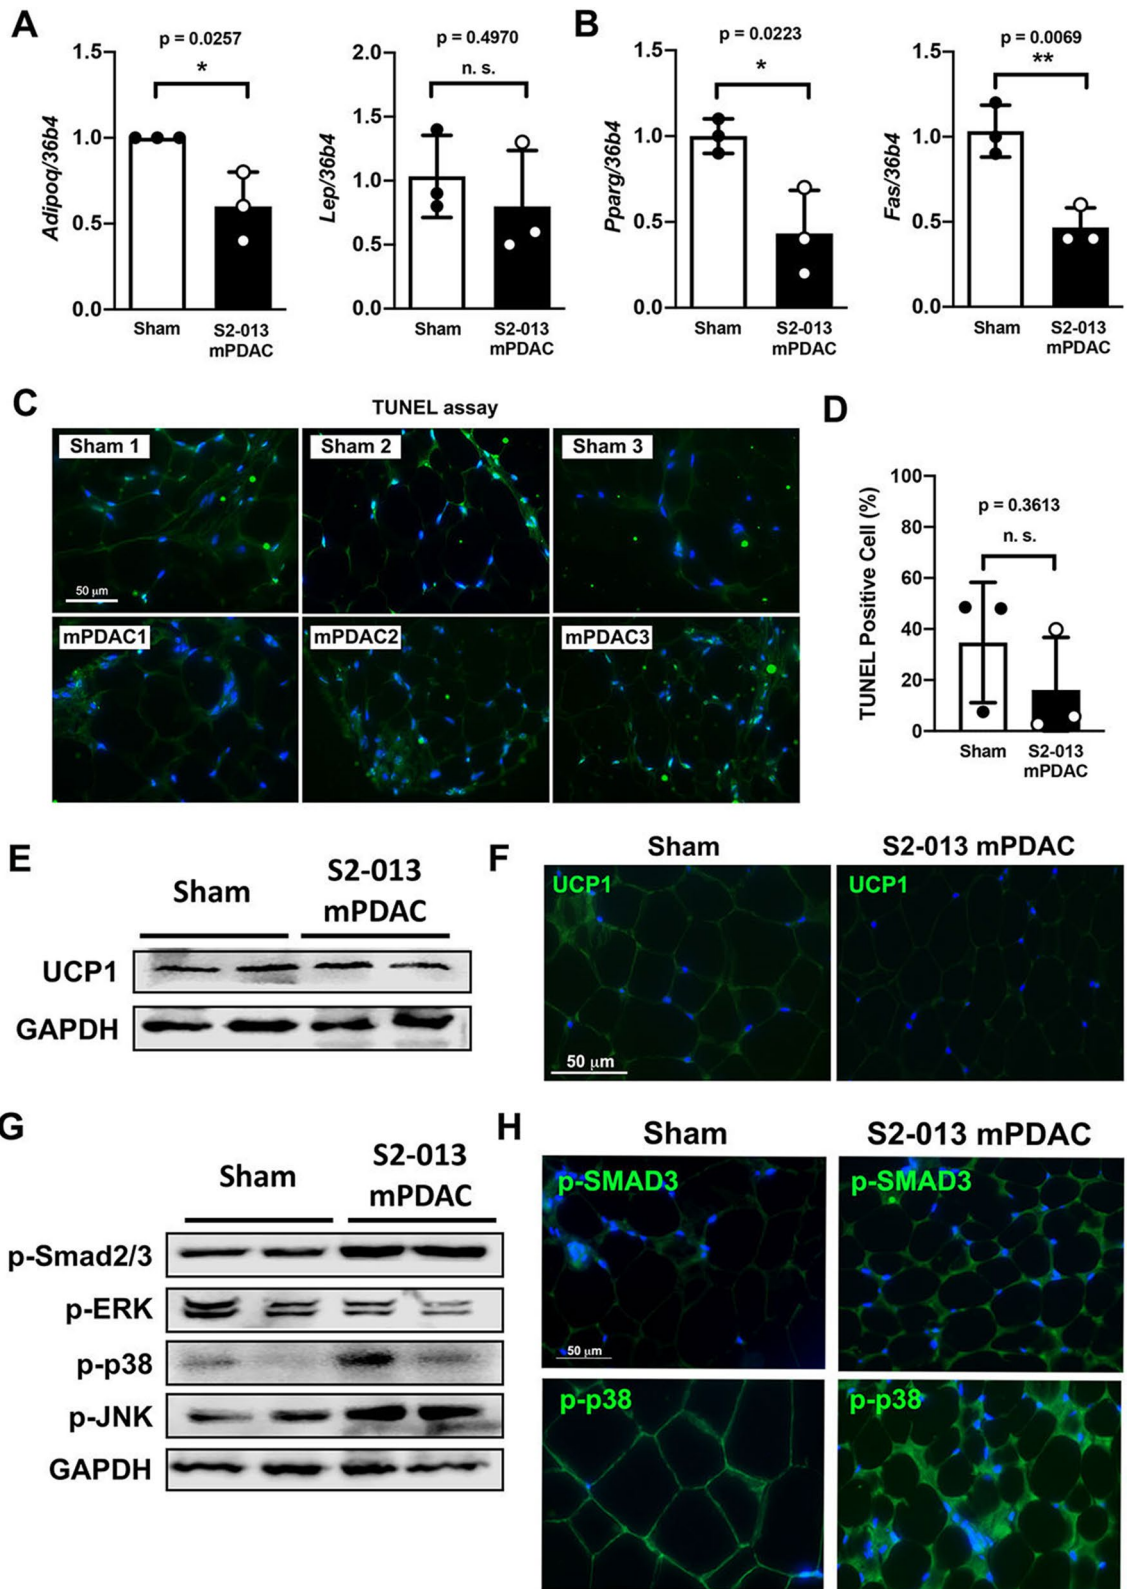 A
p = 0.0257
*
1.5
1.0
0.5
0.0
Adipoq/36b4
Sham
S2-013
mPDAC
p = 0.4970
n. s.
2.0
1.5
1.0
0.5
0.0
Lep/36b4
Sham
S2-013
mPDAC
B
p = 0.0223
*
1.5
1.0
0.5
0.0
Pparg/36b4
Sham
S2-013
mPDAC
p = 0.0069
**
1.5
1.0
0.5
0.0
Fas/36b4
Sham
S2-013
mPDAC
C
TUNEL assay
Sham 1
Sham 2
Sham 3
50 μm
mPDAC1
mPDAC2
mPDAC3
D
100
80
60
40
20
0
TUNEL Positive Cell (%)
p = 0.3613
n. s.
Sham
S2-013
mPDAC
E
Sham
S2-013
mPDAC
UCP1
GAPDH
F
Sham
S2-013 mPDAC
UCP1
UCP1
50 μm
G
Sham
S2-013
mPDAC
p-Smad2/3
p-ERK
p-p38
p-JNK
GAPDH
H
Sham
S2-013 mPDAC
p-SMAD3
p-SMAD3
50 μm
p-p38
p-p38